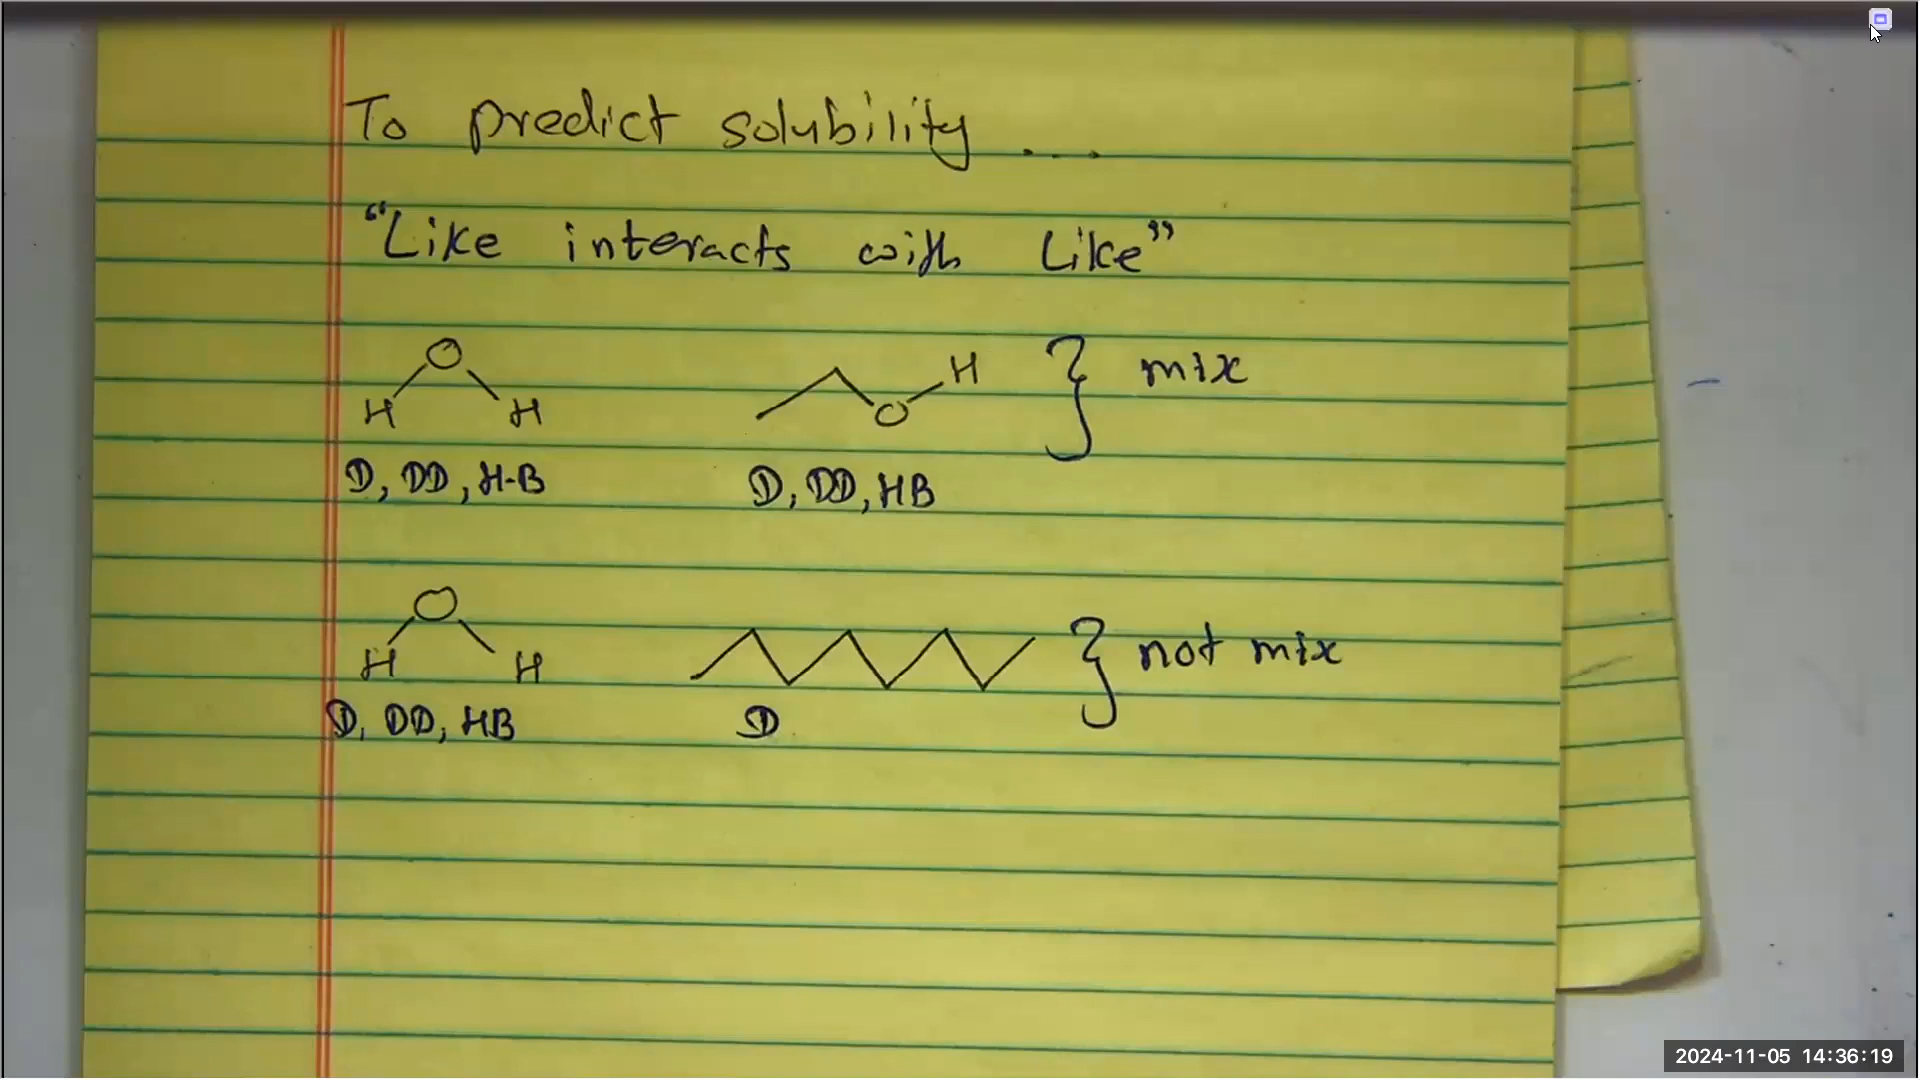 To predict solubility ....
“Like interacts with Like”
O H H
O H } mix
D, DD, H-B
D, DD, HB
O H H
} not mix
D, DD, HB
D
2024-11-05 14:36:19